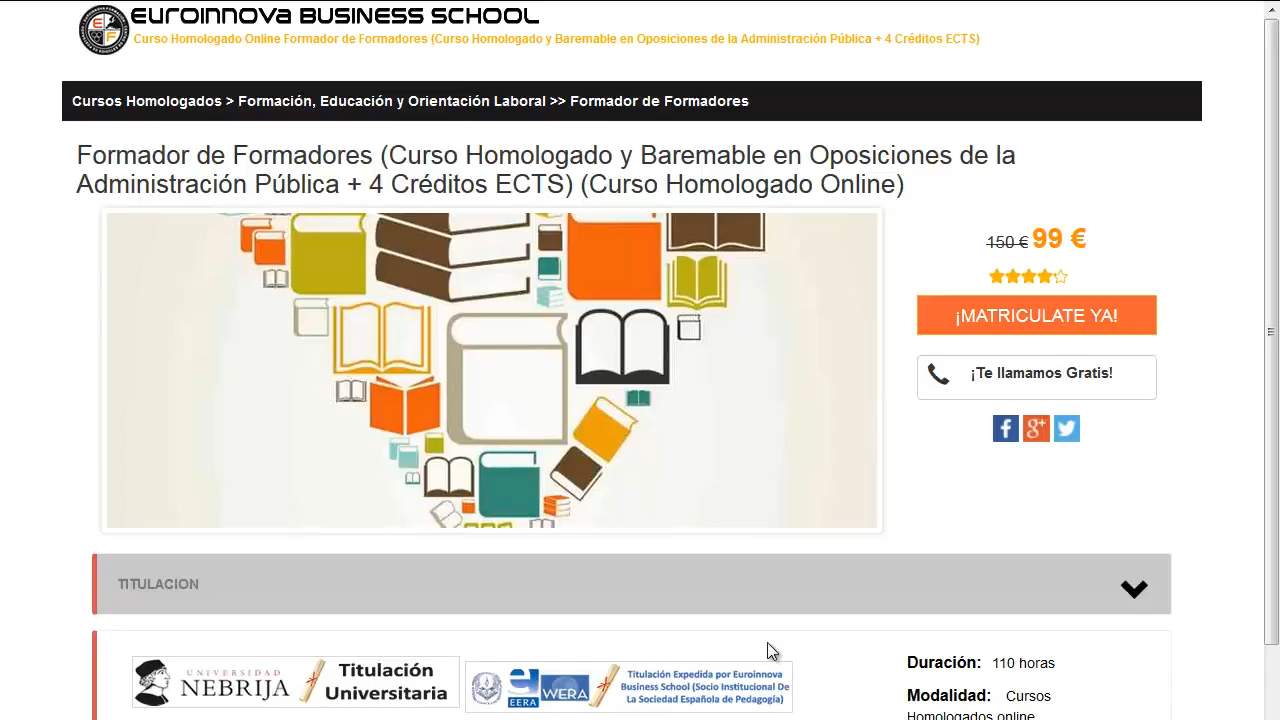 EUROINNOVA BUSINESS SCHOOL
Curso Homologado Online Formador de Formadores (Curso Homologado y Baremable en Oposiciones de la Administración Pública + 4 Créditos ECTS)
Cursos Homologados > Formación, Educación y Orientación Laboral >> Formador de Formadores
Formador de Formadores (Curso Homologado y Baremable en Oposiciones de la
Administración Pública + 4 Créditos ECTS) (Curso Homologado Online)
150 € 99 €
¡MATRICULATE YA!
¡Te llamamos Gratis!
TITULACION
UNIVERSIDAD
NEBRIJA
Titulación
Universitaria
EERA
WERA
Titulación Expedida por Euroinnova
Business School (Socio Institucional De
La Sociedad Española de Pedagogía)
Duración: 110 horas
Modalidad: Cursos
Homologados online